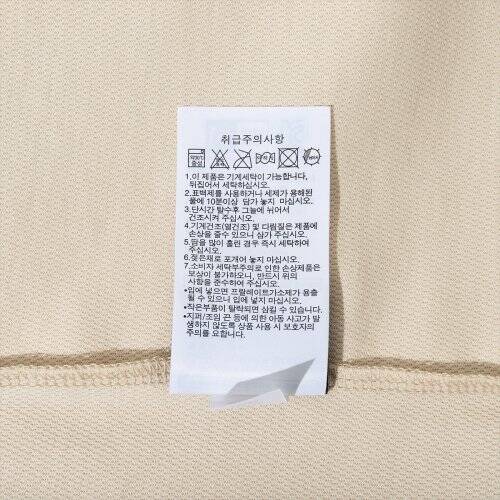 취급주의사항
약30℃
중성
1.이 제품은 기계세탁이 가능합니다,
뒤집어서 세탁하십시오.
2.표백제를 사용하거나 세제가 용해된
물에 10분이상 담가 놓지 마십시오.
3.단시간 탈수후 그늘에 뉘어서
건조시켜 주십시오.
4.기계건조(열건조) 및 다림질은 제품에
손상을 줄수 있으니 삼가 주십시오.
5.땀을 많이 흘린 경우 즉시 세탁하여
주십시오.
6.젖은채로 포개어 놓지 마십시오.
7.소비자 세탁부주의로 인한 손상제품은
보상이 불가하오니, 반드시 위의
사항을 준수하여 주십시오.
•입에 넣으면 프탈레이트가소제가 용출
될 수 있으니 입에 넣지 마십시오.
•작은부품이 탈락되면 삼킬 수 있습니다.
•지퍼/조임 끈 등에 의한 아동 사고가 발
생하지 않도록 상품 사용 시 보호자의
주의를 요합니다.